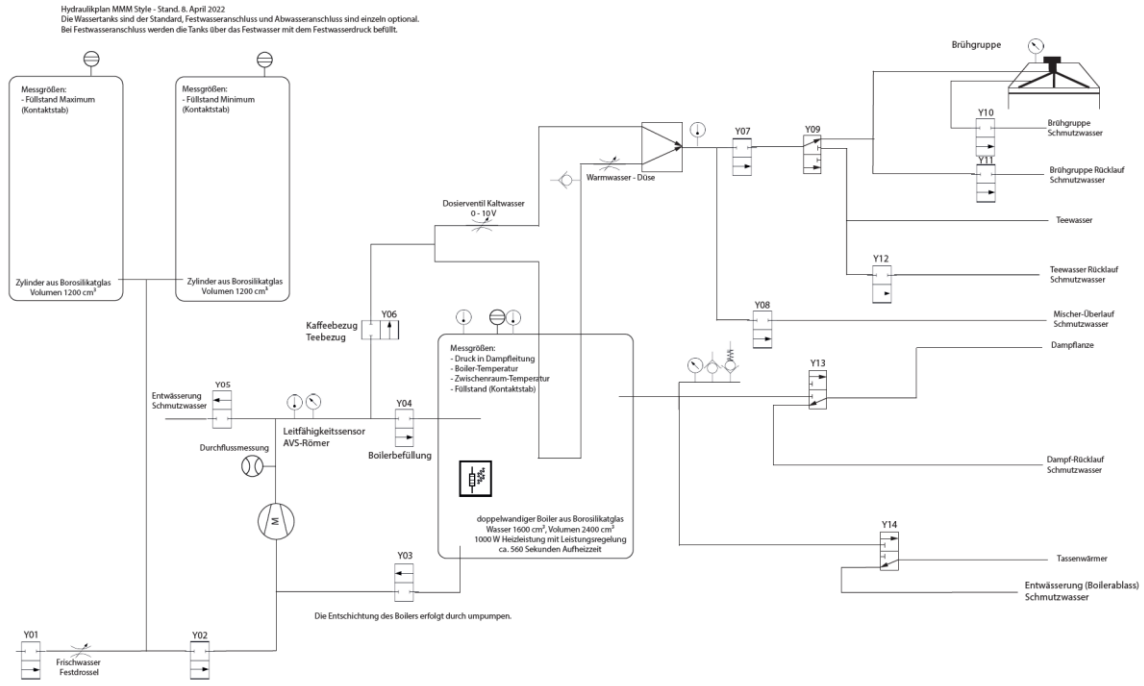 Hydraulikplan MMM Style - Stand. 8. April 2022
Die Wassertanks sind der Standard, Festwasseranschluss und Abwasseranschluss sind einzeln optional.
Bei Festwasseranschluss werden die Tanks über das Festwasser mit dem Festwasserdruck befüllt.
Messgrößen:
- Füllstand Maximum
(Kontaktstab)
Zylinder aus Borosilikatglas
Volumen 1200 cm³
Messgrößen:
- Füllstand Minimum
(Kontaktstab)
Zylinder aus Borosilikatglas
Volumen 1200 cm³
Brühgruppe
Y10
Brühgruppe
Schmutzwasser
Y11
Brühgruppe Rücklauf
Schmutzwasser
Y07
Y09
Warmwasser - Düse
Dosierventil Kaltwasser
0 - 10 V
Teewasser
Y12
Teewasser Rücklauf
Schmutzwasser
Y08
Mischer-Überlauf
Schmutzwasser
Kaffeebezug
Teebezug
Y06
Messgrößen:
- Druck in Dampfleitung
- Boiler-Temperatur
- Zwischenraum-Temperatur
- Füllstand (Kontaktstab)
Dampflanze
Y13
Y05
Entwässerung
Schmutzwasser
Y04
Leitfähigkeitssensor
AVS-Römer
Boilerbefüllung
Durchflussmessung
M
Dampf-Rücklauf
Schmutzwasser
doppelwandiger Boiler aus Borosilikatglas
Wasser 1600 cm³, Volumen 2400 cm³
1000 W Heizleistung mit Leistungsregelung
ca. 560 Sekunden Aufheizzeit
Y14
Tassenwärmer
Entwässerung (Boilerablass)
Schmutzwasser
Y03
Die Entschichtung des Boilers erfolgt durch umpumpen.
Y01
Frischwasser
Festdrossel
Y02